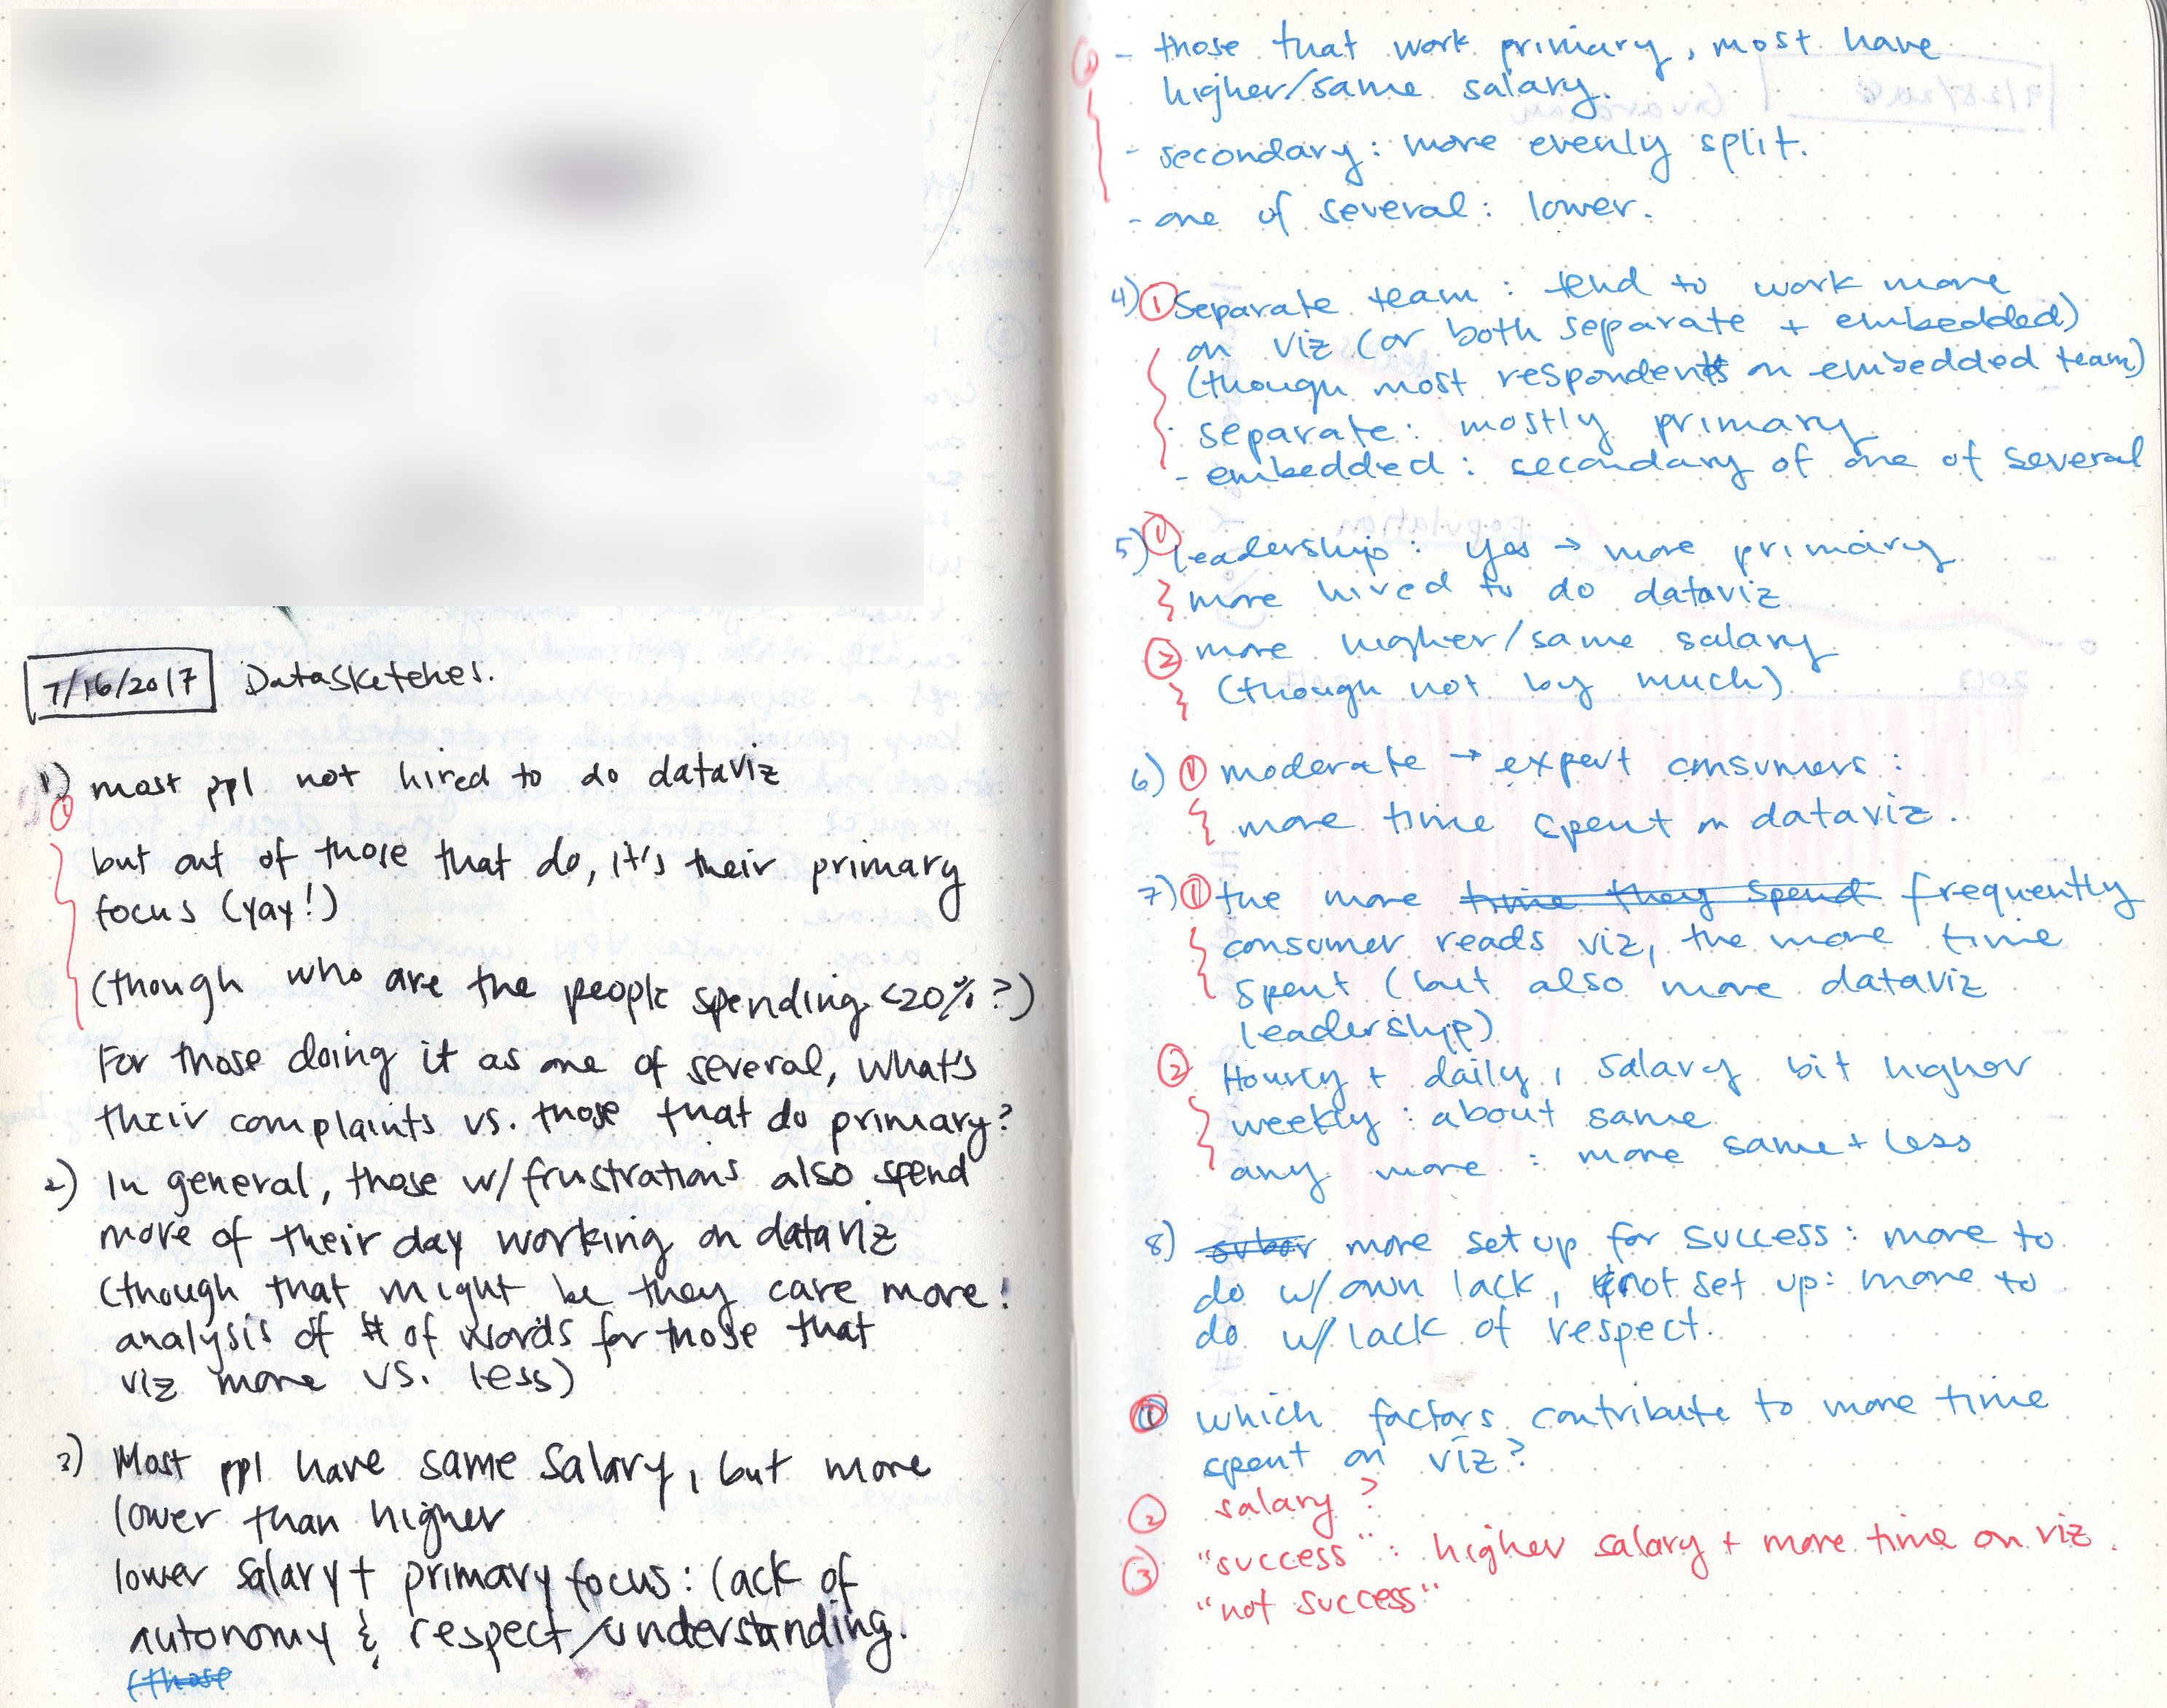 7/16/2017 Datasketches.
1) most ppl not hired to do dataviz
①
but out of those that do, it's their primary
focus (yay!)
(though who are the people spending <20%?)
For those doing it as one of several, what's
their complaints vs. those that do primary?
2) In general, those w/ frustrations also spend
more of their day working on dataviz
(though that might be they care more!
analysis of # of words for those that
viz more vs. less)
3) Most ppl have same salary, but more
lower than higher
lower salary + primary focus: lack of
autonomy & respect/understanding.
(those
- those that work primary, most have
higher/same salary.
- secondary: more evenly split.
- one of several: lower.
4) ① Separate team: tend to work more
on viz (or both separate + embedded)
(though most respondents on embedded team)
- separate: mostly primary
- embedded: secondary of one of several
5) ① leadership: yes → more primary
more hired to do dataviz
② more higher/same salary
(though not by much)
6) ① moderate → expert consumers:
more time spent on dataviz.
7) ① the more time they spend frequently
consumer reads viz, the more time
spent (but also more dataviz
leadership)
② Hourly + daily, salary bit higher
weekly: about same
any more: more same + less
8) more set up for success: more to
do w/ own lack, not set up: more to
do w/ lack of respect.
① which factors contribute to more time
spent on viz?
② salary?
③ "success": higher salary + more time on viz.
"not success"